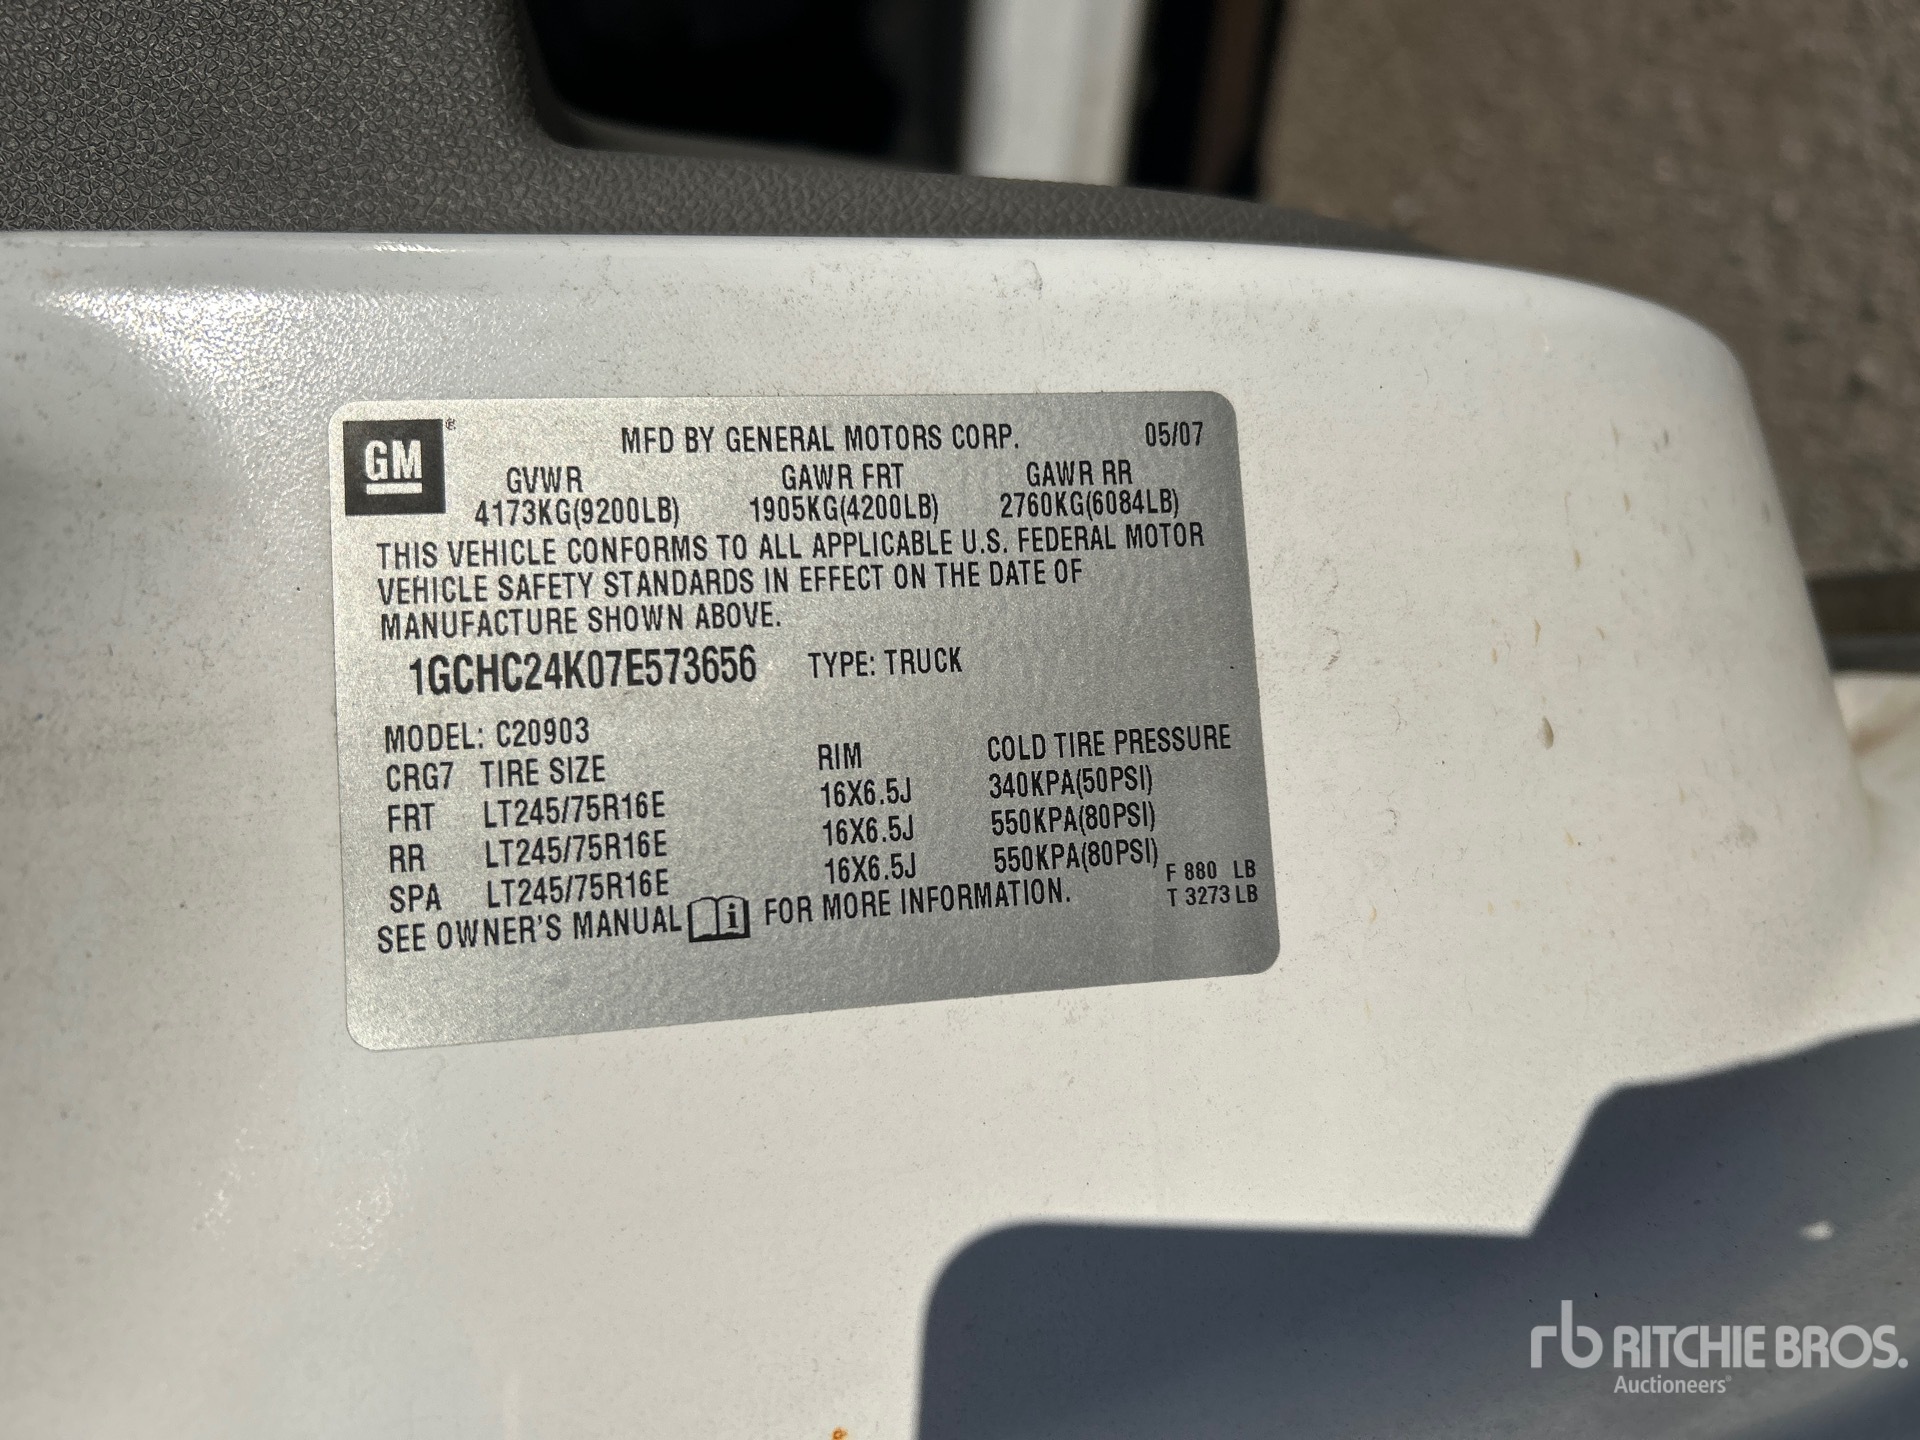 GM®
MFD BY GENERAL MOTORS CORP. 05/07
GVWR GAWR FRT GAWR RR
4173KG(9200LB) 1905KG(4200LB) 2760KG(6084LB)
THIS VEHICLE CONFORMS TO ALL APPLICABLE U.S. FEDERAL MOTOR
VEHICLE SAFETY STANDARDS IN EFFECT ON THE DATE OF
MANUFACTURE SHOWN ABOVE.
1GCHC24K07E573656 TYPE: TRUCK
MODEL: C20903
CRG7 TIRE SIZE RIM COLD TIRE PRESSURE
FRT LT245/75R16E 16X6.5J 340KPA(50PSI)
RR LT245/75R16E 16X6.5J 550KPA(80PSI)
SPA LT245/75R16E 16X6.5J 550KPA(80PSI)
SEE OWNER'S MANUAL i FOR MORE INFORMATION.
F 880 LB
T 3273 LB
rb RITCHIE BROS.
Auctioneers